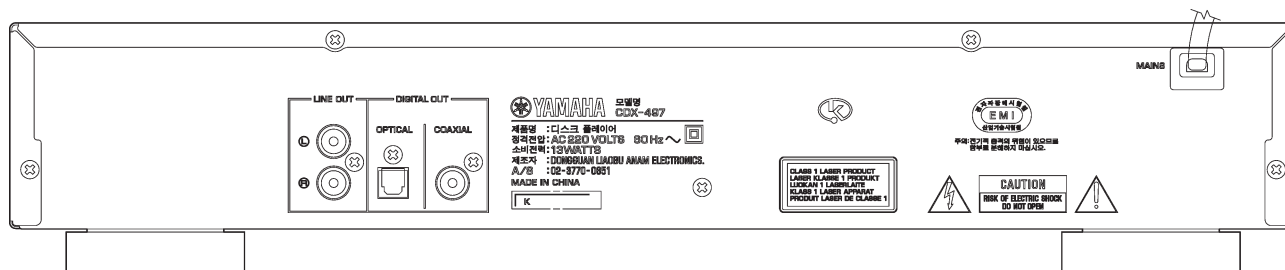 MAINS
LINE OUT
DIGITAL OUT
OPTICAL
COAXIAL
L
R
YAMAHA
모델명
CDX-497
제품명 :디스크 플레이어
정격전압:AC 220 VOLTS 60 Hz
소비전력:13WATTS
제조자 :DONGGUAN LIAOBU ANAM ELECTRONICS.
A/S :02-3770-0651
MADE IN CHINA
K
CLASS 1 LASER PRODUCT
LASER KLASSE 1 PRODUKT
LUOKAN 1 LASERLAITE
KLASS 1 LASER APPARAT
PRODUIT LASER DE CLASSE 1
EMI
주의:전기적 충격의 위험이 있으므로
함부로 분해하지 마십시오.
CAUTION
RISK OF ELECTRIC SHOCK
DO NOT OPEN